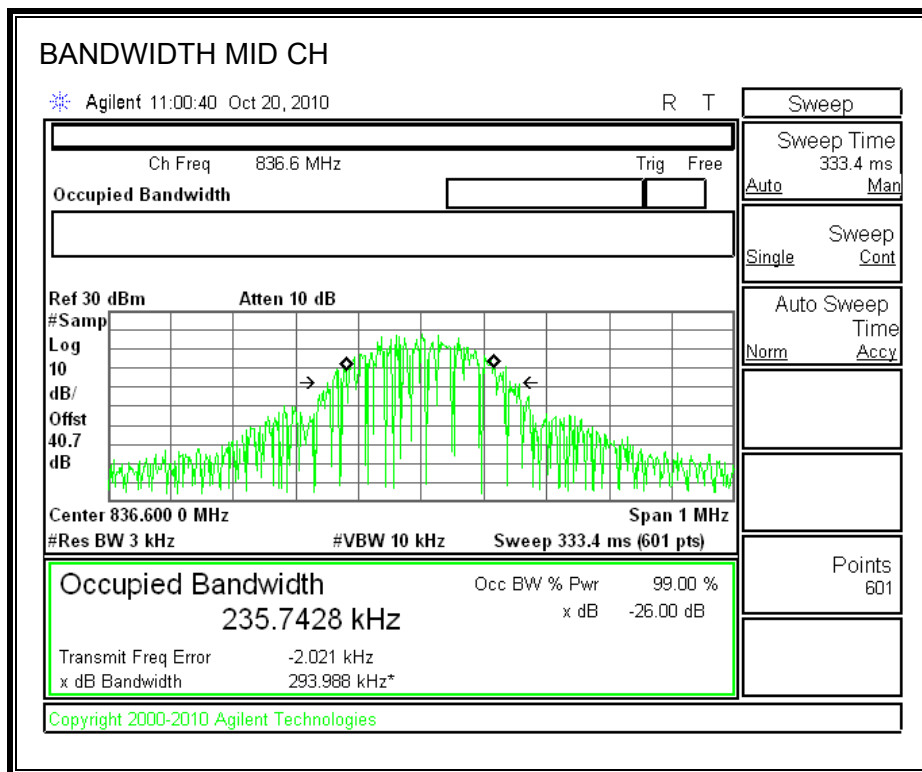 BANDWIDTH MID CH
Agilent 11:00:40 Oct 20, 2010 R T
Ch Freq 836.6 MHz Trig Free
Occupied Bandwidth
Ref 30 dBm Atten 10 dB
#Samp
Log
10
dB/
Offst
40.7
dB
Center 836.600 0 MHz Span 1 MHz
#Res BW 3 kHz #VBW 10 kHz Sweep 333.4 ms (601 pts)
Occupied Bandwidth
235.7428 kHz
Occ BW % Pwr 99.00 %
x dB -26.00 dB
Transmit Freq Error -2.021 kHz
x dB Bandwidth 293.988 kHz*
Copyright 2000-2010 Agilent Technologies
Sweep
Sweep Time
333.4 ms
Auto Man
Sweep
Single Cont
Auto Sweep
Time
Norm Accy
Points
601